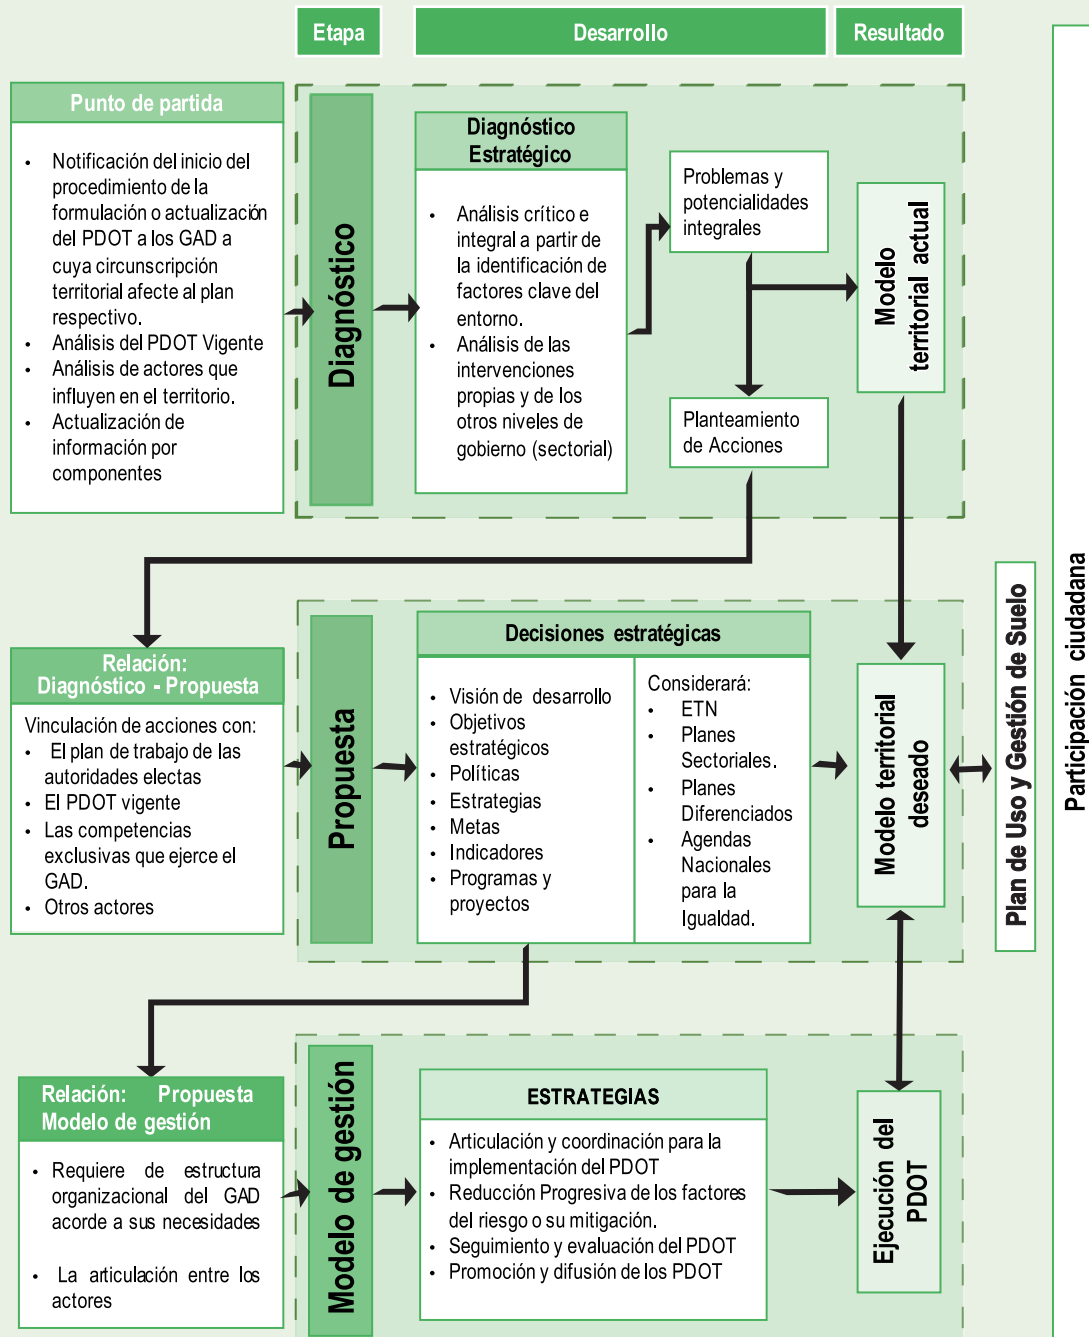 Etapa
Desarrollo
Resultado
Punto de partida
• Notificación del inicio del
procedimiento de la
formulación o actualización
del PDOT a los GAD a
cuya circunscripción
territorial afecte al plan
respectivo.
• Análisis del PDOT Vigente
• Análisis de actores que
influyen en el territorio.
• Actualización de
información por
componentes
Diagnóstico
Diagnóstico
Estratégico
• Análisis crítico e
integral a partir de
la identificación de
factores clave del
entorno.
• Análisis de las
intervenciones
propias y de los
otros niveles de
gobierno (sectorial)
Problemas y
potencialidades
integrales
Planteamiento
de Acciones
Modelo
territorial actual
Relación:
Diagnóstico - Propuesta
Vinculación de acciones con:
• El plan de trabajo de las
autoridades electas
• El PDOT vigente
• Las competencias
exclusivas que ejerce el
GAD.
• Otros actores
Propuesta
Decisiones estratégicas
• Visión de desarrollo
• Objetivos
estratégicos
• Políticas
• Estrategias
• Metas
• Indicadores
• Programas y
proyectos
Considerará:
• ETN
• Planes
Sectoriales.
• Planes
Diferenciados
• Agendas
Nacionales
para la
Igualdad.
Modelo territorial
deseado
Plan de Uso y Gestión de Suelo
Participación ciudadana
Relación: Propuesta
Modelo de gestión
• Requiere de estructura
organizacional del GAD
acorde a sus necesidades
• La articulación entre los
actores
Modelo de gestión
ESTRATEGIAS
• Articulación y coordinación para la
implementación del PDOT
• Reducción Progresiva de los factores
del riesgo o su mitigación.
• Seguimiento y evaluación del PDOT
• Promoción y difusión de los PDOT
Ejecución del
PDOT